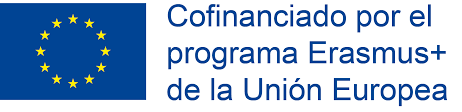 Cofinanciado por el
programa Erasmus+
de la Unión Europea